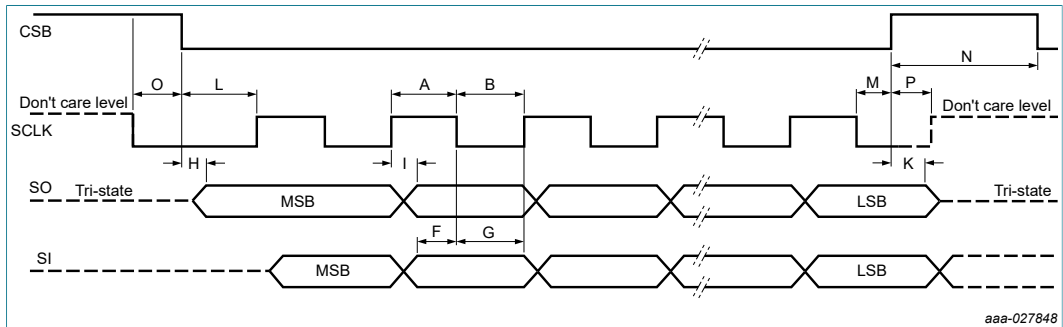 CSB
N
O L A B M P
Don't care level
Don't care level
SCLK
H I K
SO Tri-state MSB LSB Tri-state
F G
SI MSB LSB
aaa-027848